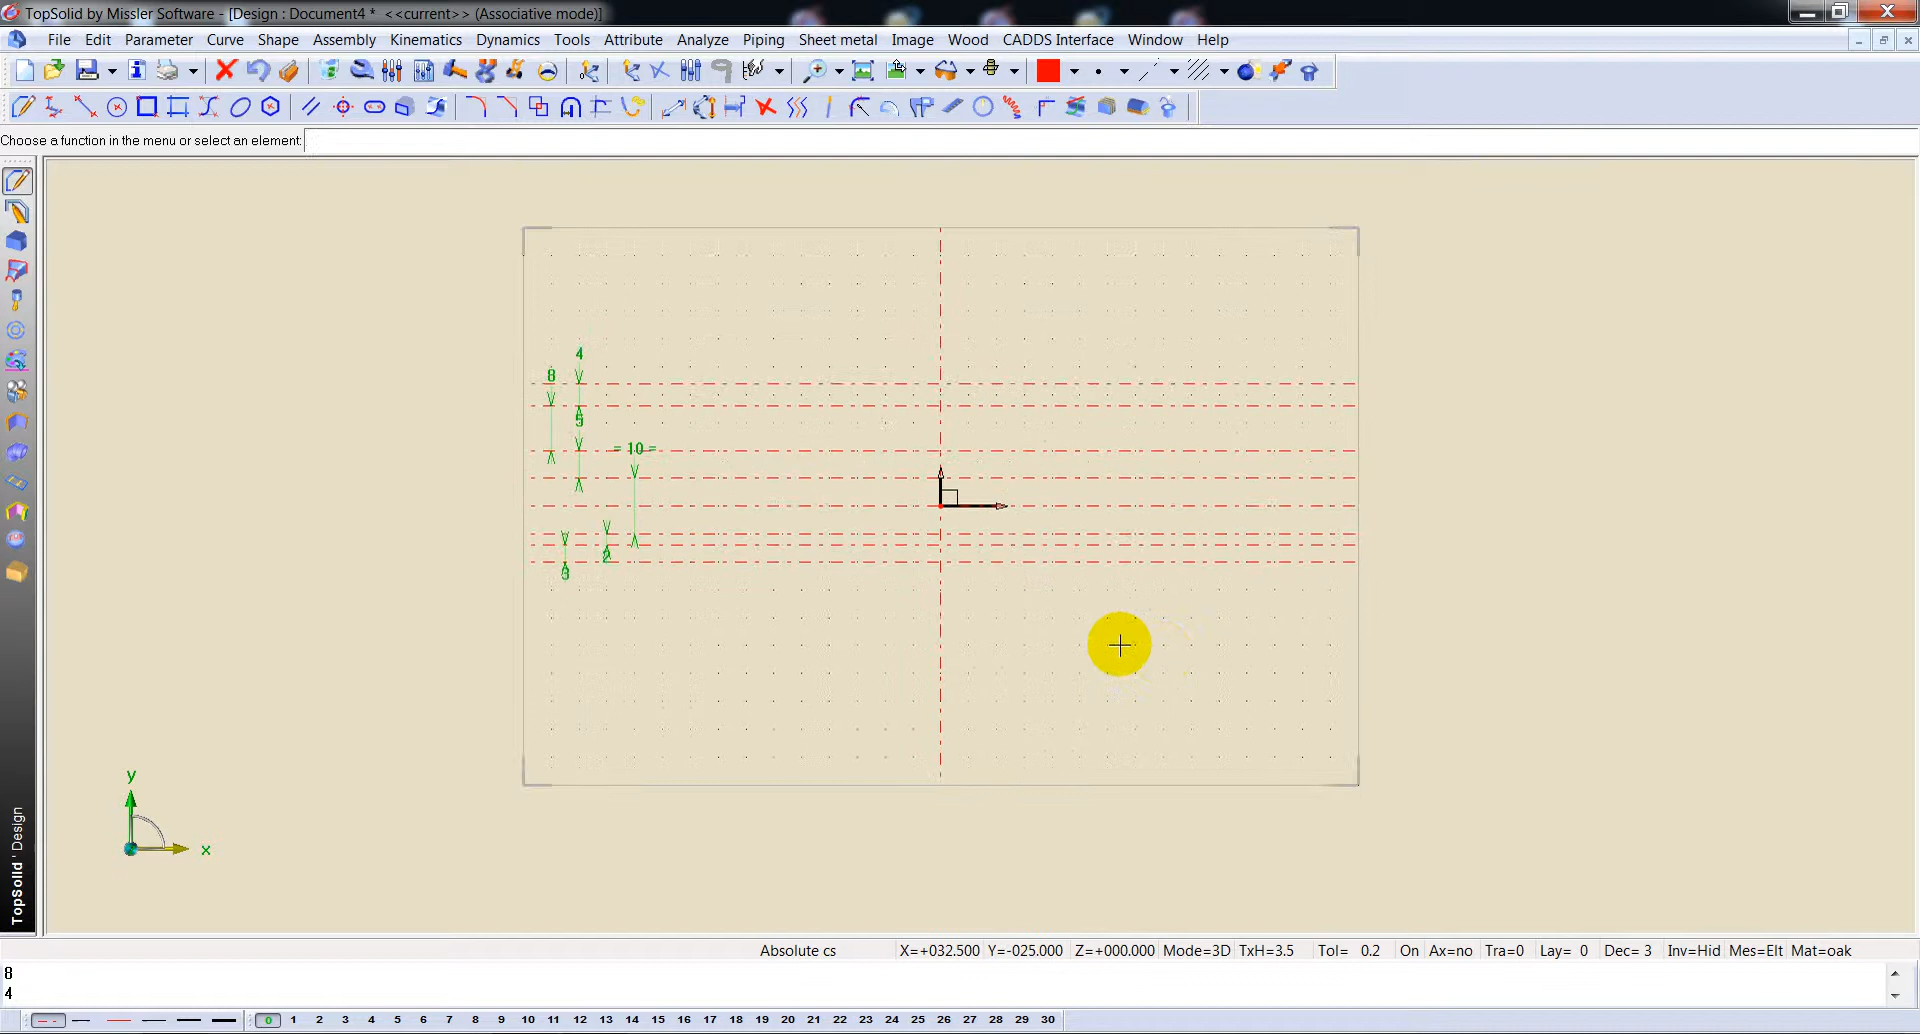 TopSolid by Missler Software - [Design : Document4 *  <<current>> (Associative mode)]
File Edit Parameter Curve Shape Assembly Kinematics Dynamics Tools Attribute Analyze Piping Sheet metal Image Wood CADDS Interface Window Help
Choose a function in the menu or select an element:
4
8
5
= 10 =
2
3
y
x
TopSolid ' Design
Absolute cs X=+032.500 Y=-025.000 Z=+000.000 Mode=3D TxH=3.5 Tol= 0.2 On Ax=no Tra=0 Lay= 0 Dec= 3 Inv=Hid Mes=Elt Mat=oak
8
4
0 1 2 3 4 5 6 7 8 9 10 11 12 13 14 15 16 17 18 19 20 21 22 23 24 25 26 27 28 29 30